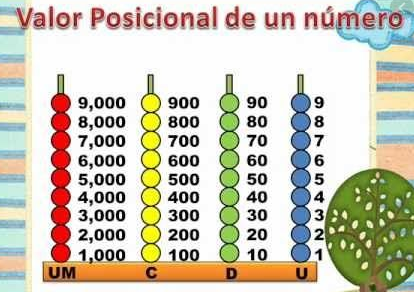 Valor Posicional de un número
9,000 900 90 9
8,000 800 80 8
7,000 700 70 7
6,000 600 60 6
5,000 500 50 5
4,000 400 40 4
3,000 300 30 3
2,000 200 20 2
1,000 100 10 1
UM C D U